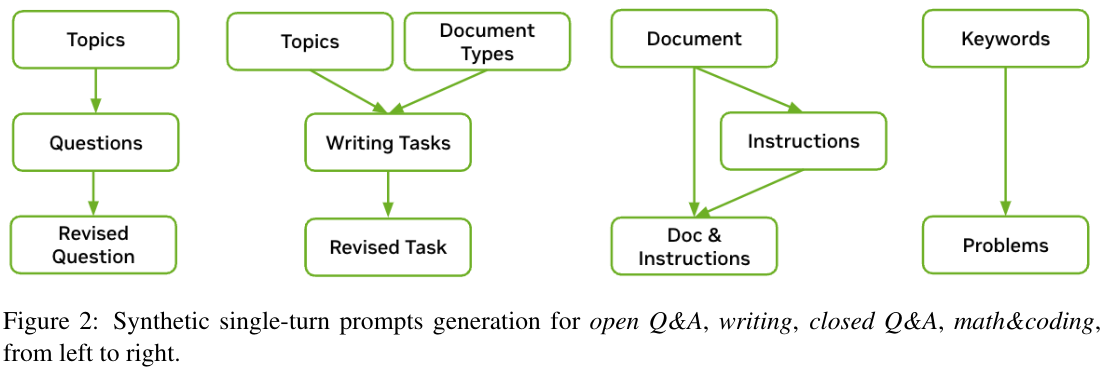 Topics
Questions
Revised
Question
Topics
Document
Types
Writing Tasks
Revised Task
Document
Instructions
Doc &
Instructions
Keywords
Problems
Figure 2: Synthetic single-turn prompts generation for open Q&A, writing, closed Q&A, math&coding,
from left to right.